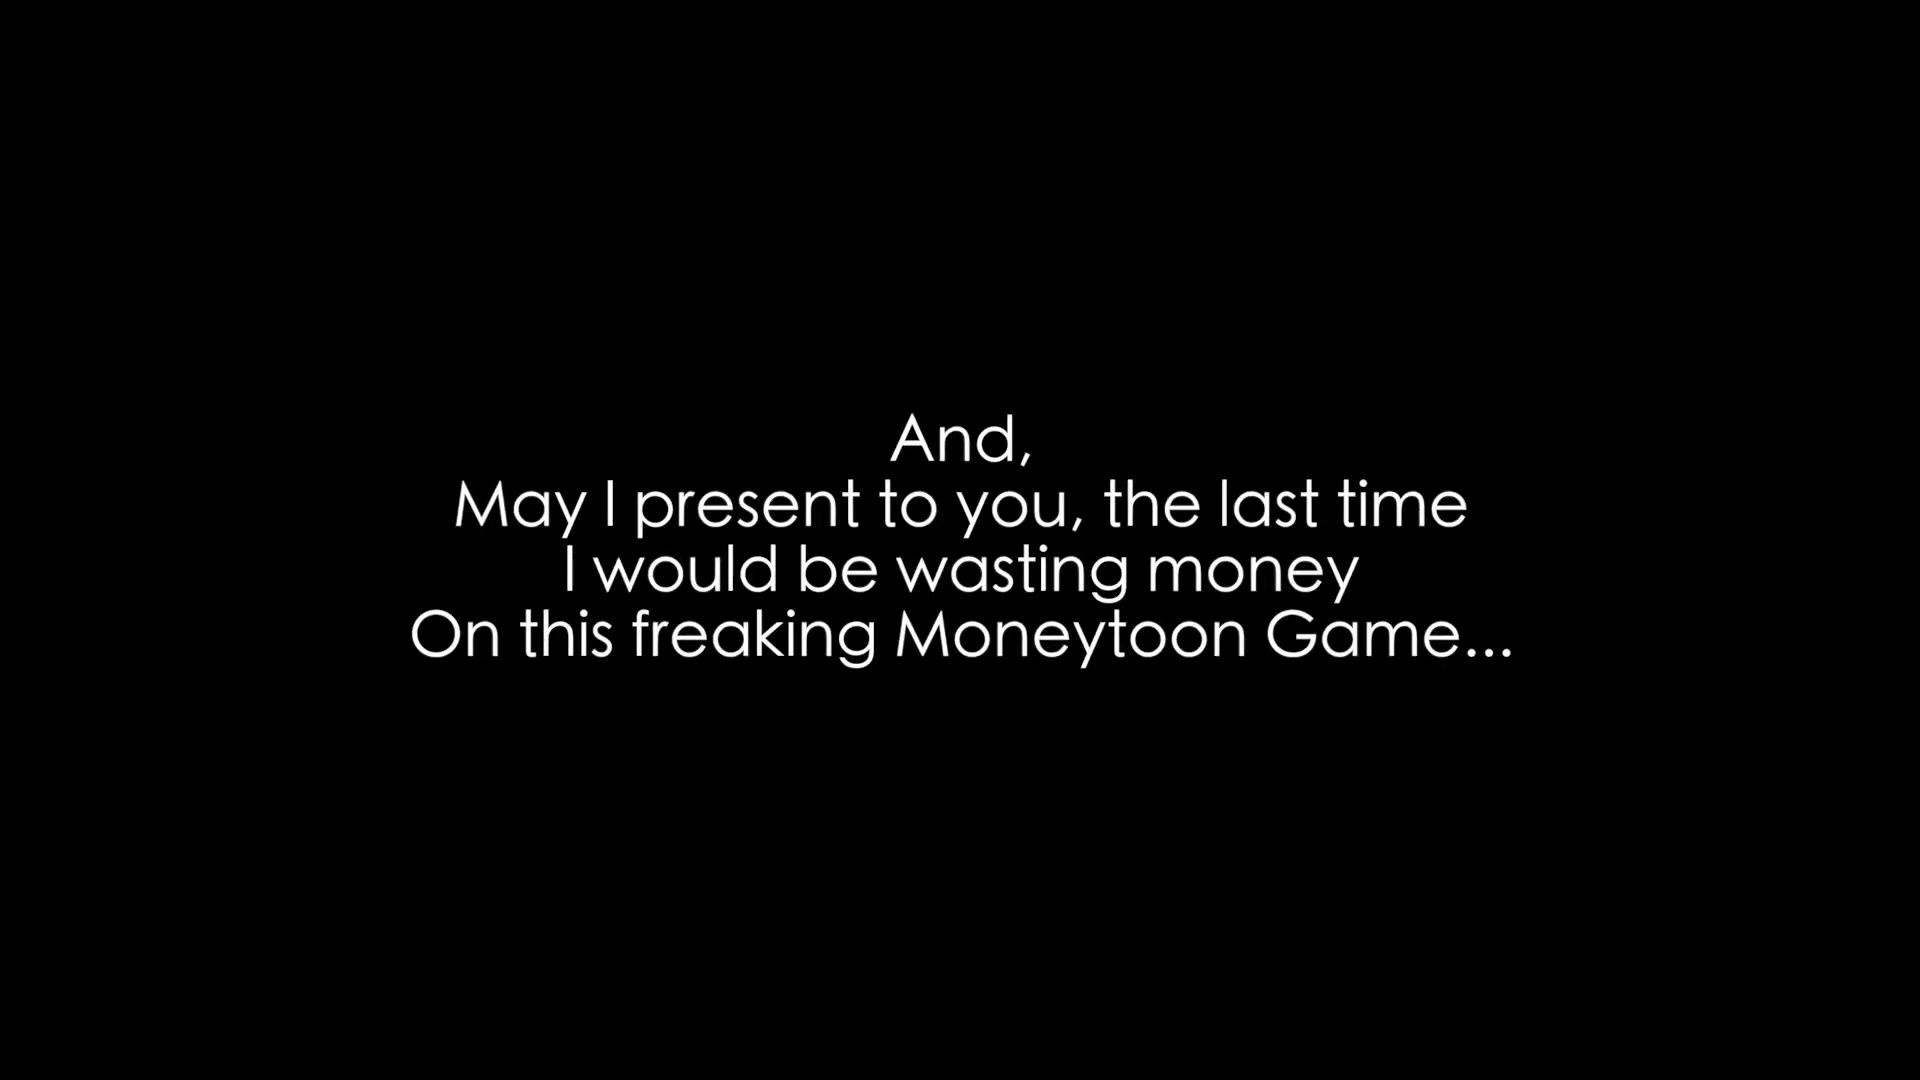 And,
May I present to you, the last time
I would be wasting money
On this freaking Moneytoon Game...